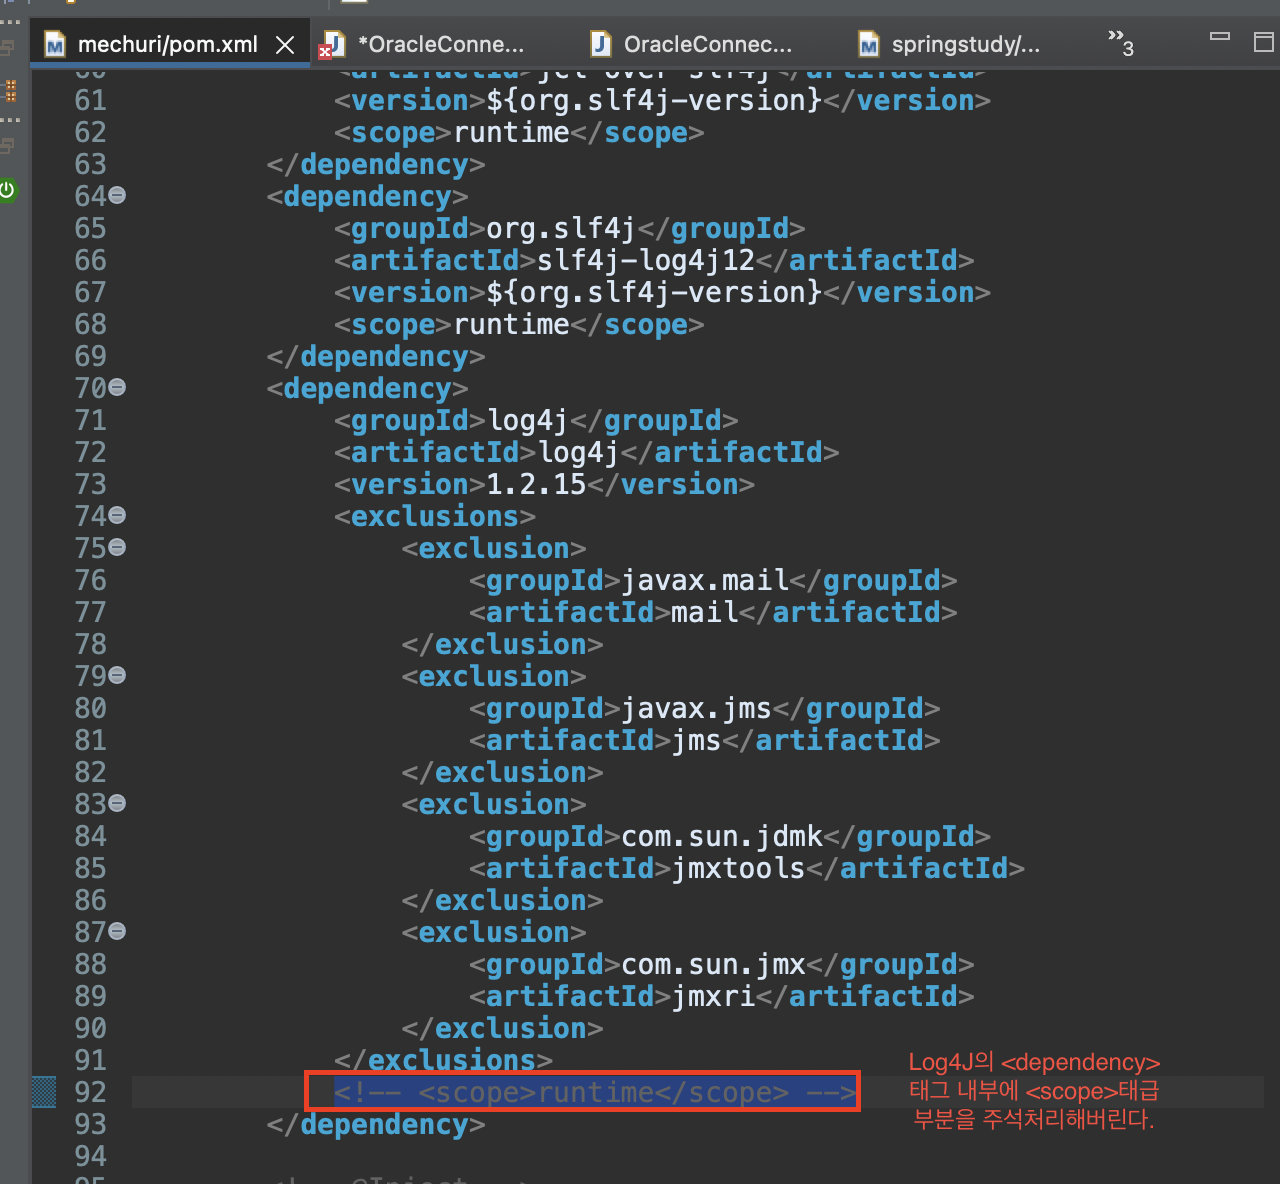 mechuri/pom.xml
*OracleConne...
OracleConnec...
springstudy/...
»3
60 <artifactId>jcl-over-slf4j</artifactId>
61 <version>${org.slf4j-version}</version>
62 <scope>runtime</scope>
63 </dependency>
64 <dependency>
65 <groupId>org.slf4j</groupId>
66 <artifactId>slf4j-log4j12</artifactId>
67 <version>${org.slf4j-version}</version>
68 <scope>runtime</scope>
69 </dependency>
70 <dependency>
71 <groupId>log4j</groupId>
72 <artifactId>log4j</artifactId>
73 <version>1.2.15</version>
74 <exclusions>
75 <exclusion>
76 <groupId>javax.mail</groupId>
77 <artifactId>mail</artifactId>
78 </exclusion>
79 <exclusion>
80 <groupId>javax.jms</groupId>
81 <artifactId>jms</artifactId>
82 </exclusion>
83 <exclusion>
84 <groupId>com.sun.jdmk</groupId>
85 <artifactId>jmxtools</artifactId>
86 </exclusion>
87 <exclusion>
88 <groupId>com.sun.jmx</groupId>
89 <artifactId>jmxri</artifactId>
90 </exclusion>
91 </exclusions>
92 <!-- <scope>runtime</scope> -->
93 </dependency>
94
95 <!-- @Inject -->
Log4J의 <dependency>
태그 내부에 <scope>태급
부분을 주석처리해버린다.